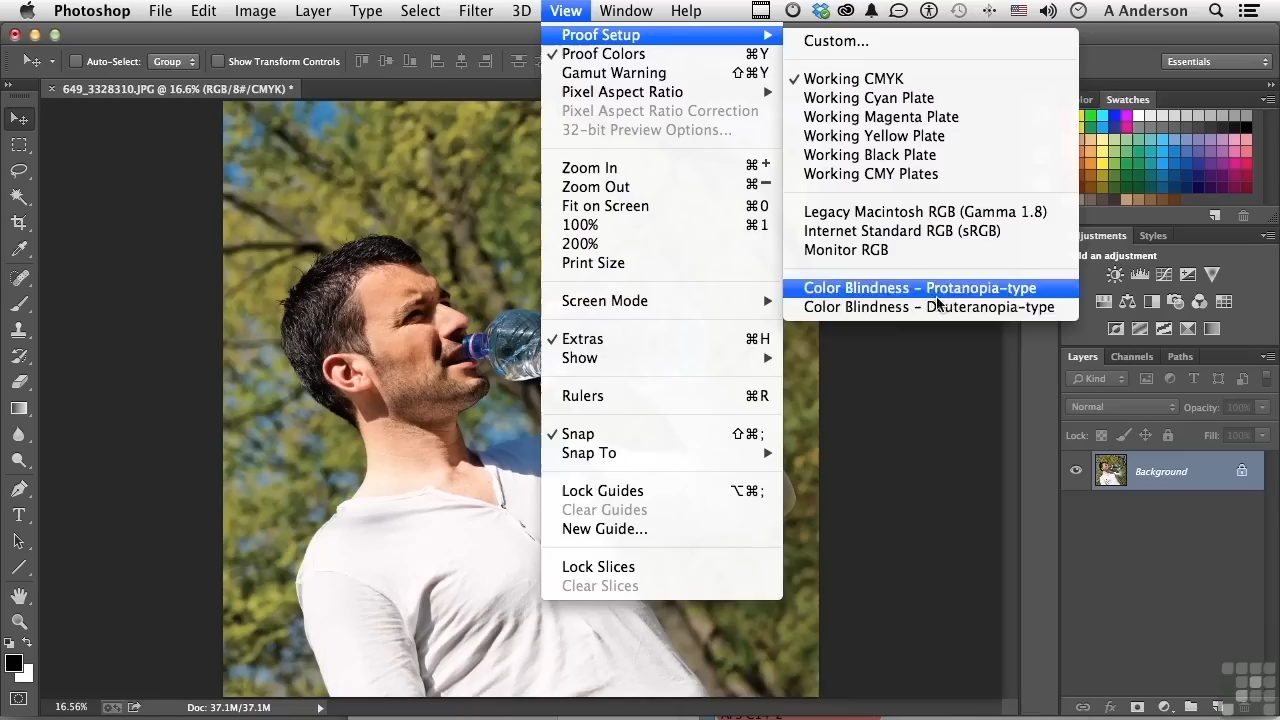 Photoshop File Edit Image Layer Type Select Filter 3D View Window Help A Anderson
Auto-Select: Group Show Transform Controls Essentials
649_3328310.JPG @ 16.6% (RGB/8#/CMYK) *
Proof Setup
Proof Colors ⌘Y
Gamut Warning ⇧⌘Y
Pixel Aspect Ratio
Pixel Aspect Ratio Correction
32-bit Preview Options...
Zoom In ⌘+
Zoom Out ⌘−
Fit on Screen ⌘0
100% ⌘1
200%
Print Size
Screen Mode
Extras ⌘H
Show
Rulers ⌘R
Snap ⇧⌘;
Snap To
Lock Guides ⌥⌘;
Clear Guides
New Guide...
Lock Slices
Clear Slices
Custom...
Working CMYK
Working Cyan Plate
Working Magenta Plate
Working Yellow Plate
Working Black Plate
Working CMY Plates
Legacy Macintosh RGB (Gamma 1.8)
Internet Standard RGB (sRGB)
Monitor RGB
Color Blindness – Protanopia-type
Color Blindness – Deuteranopia-type
Swatches
Styles
Layers Channels Paths
Kind
Normal Opacity: 100%
Lock: Fill: 100%
Background
16.56% Doc: 37.1M/37.1M